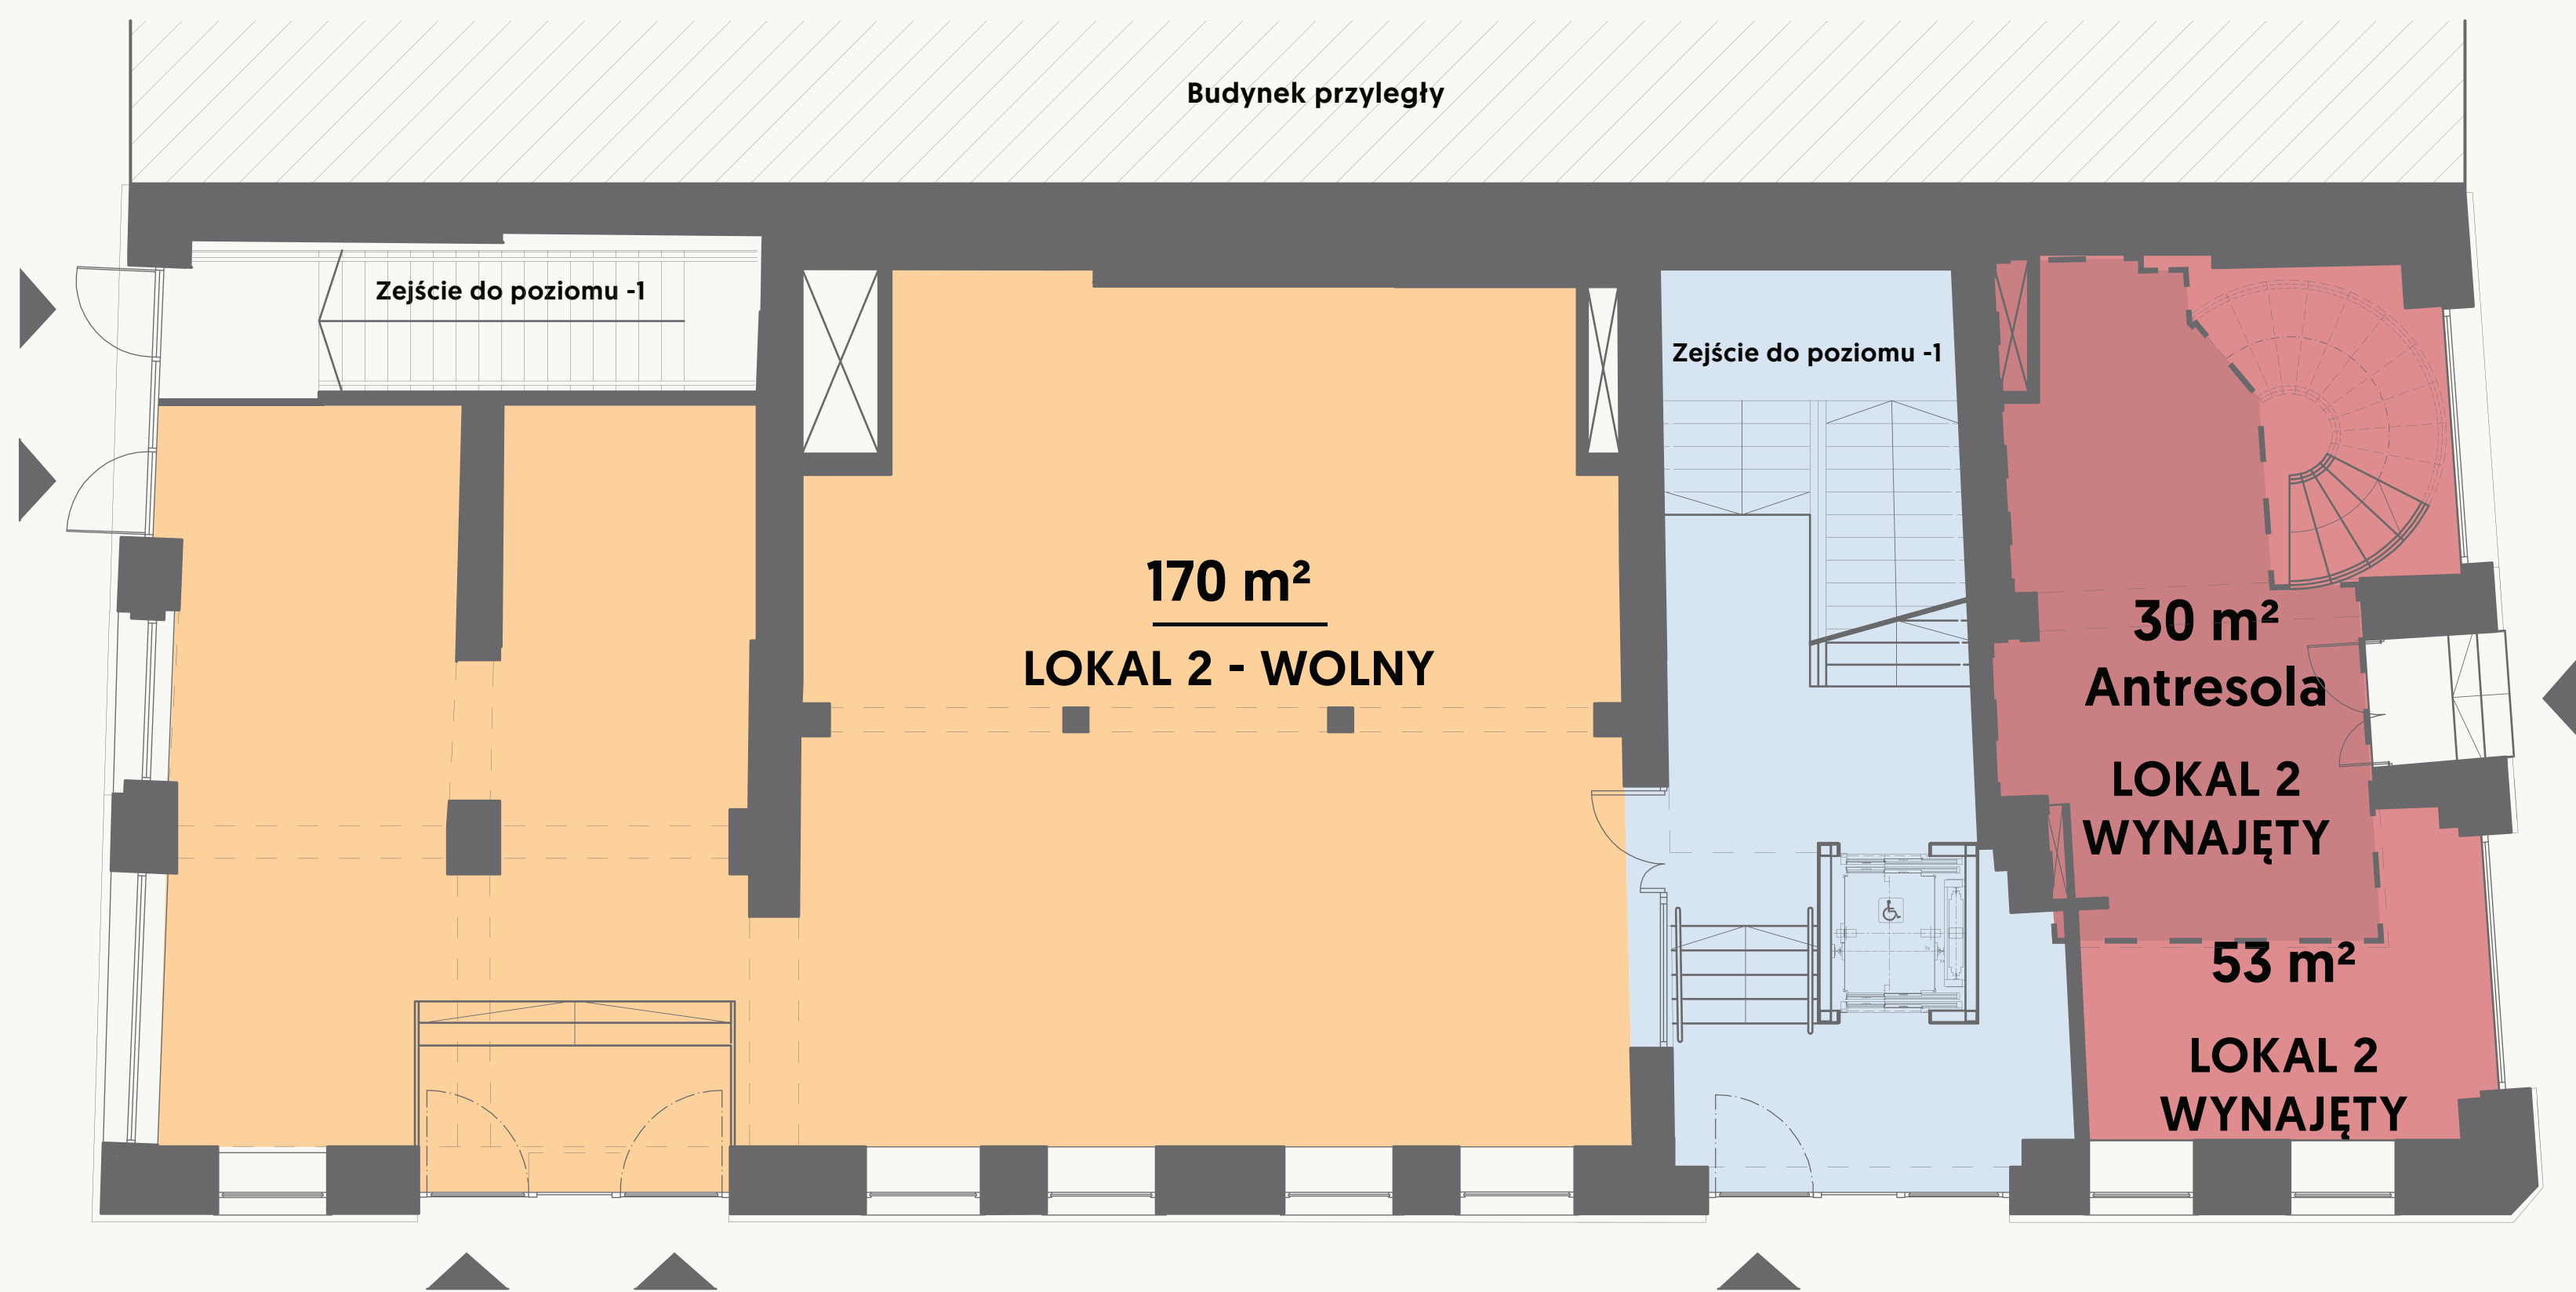 Budynek przyległy
Zejście do poziomu -1
Zejście do poziomu -1
170 m²
LOKAL 2 - WOLNY
30 m²
Antresola
LOKAL 2
WYNAJĘTY
53 m²
LOKAL 2
WYNAJĘTY